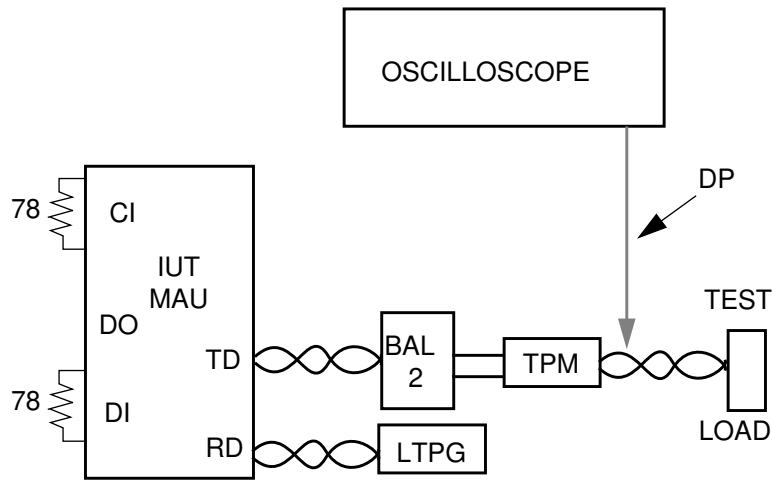 OSCILLOSCOPE
DP
78
CI
IUT
MAU
DO
TEST
TD
BAL
2
TPM
78
DI
LOAD
RD
LTPG